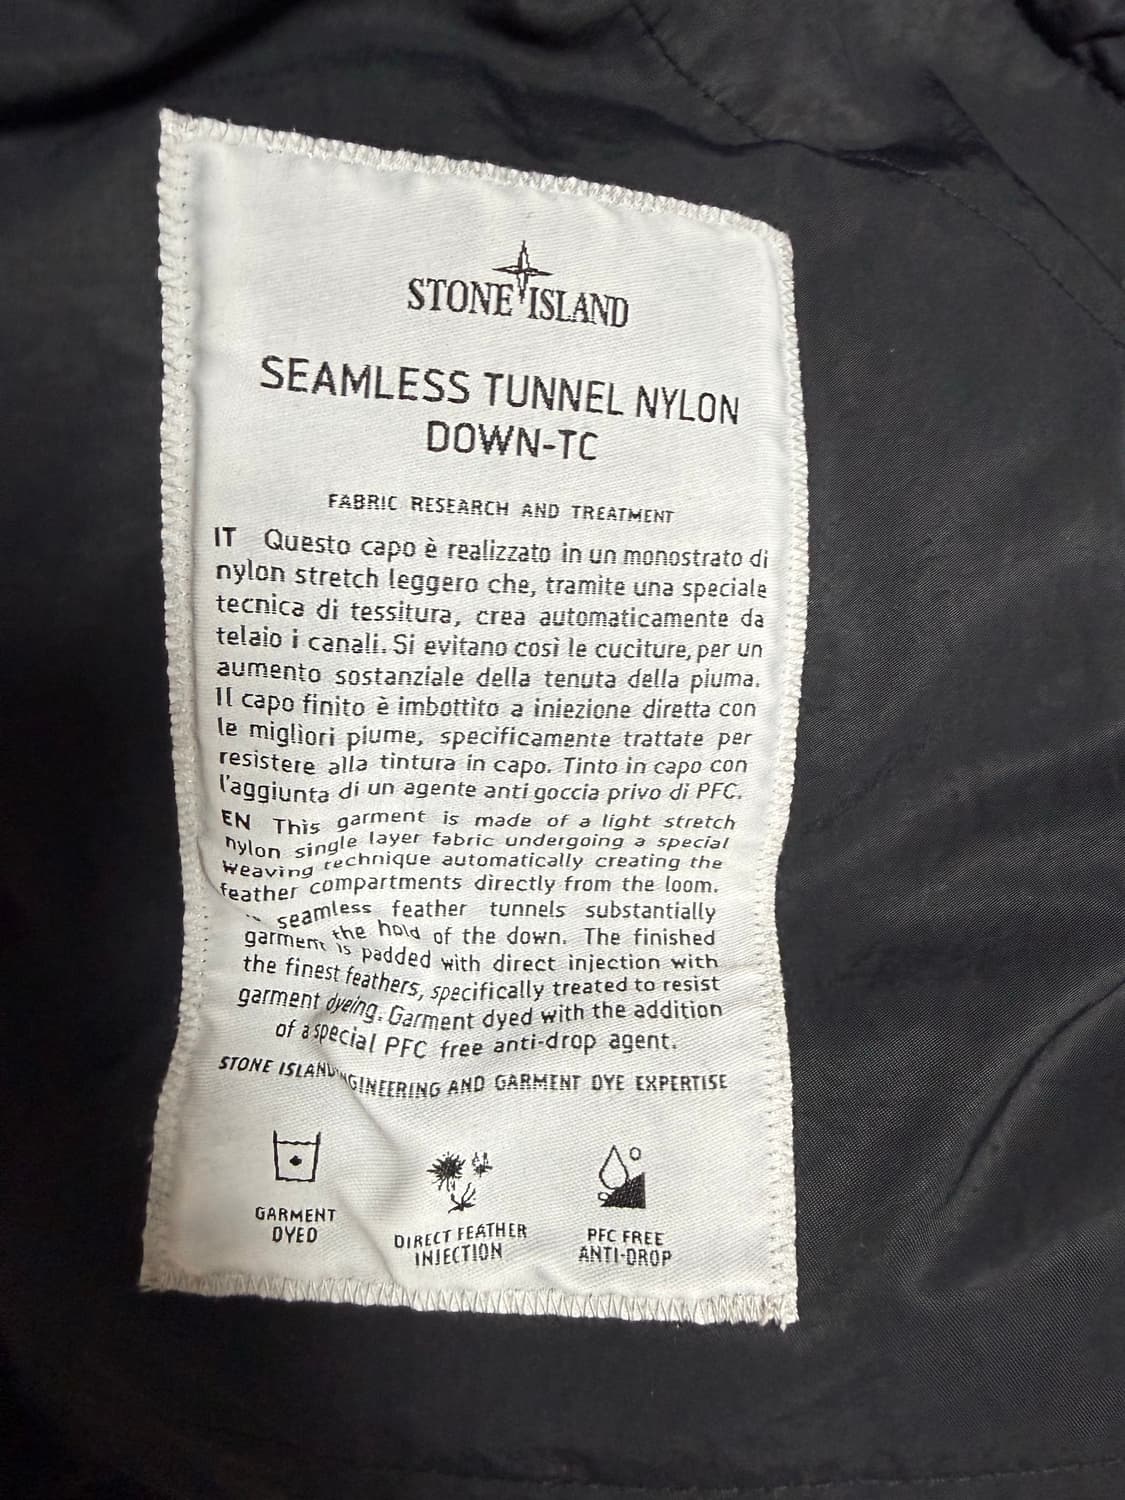 STONE ISLAND
SEAMLESS TUNNEL NYLON
DOWN-TC
FABRIC RESEARCH AND TREATMENT
IT Questo capo è realizzato in un monostrato di
nylon stretch leggero che, tramite una speciale
tecnica di tessitura, crea automaticamente da
telaio i canali. Si evitano così le cuciture, per un
aumento sostanziale della tenuta della piuma.
Il capo finito è imbottito a iniezione diretta con
le migliori piume, specificamente trattate per
resistere alla tintura in capo. Tinto in capo con
l'aggiunta di un agente anti goccia privo di PFC.
EN This garment is made of a light stretch
nylon single layer fabric undergoing a special
weaving technique automatically creating the
feather compartments directly from the loom.
seamless feather tunnels substantially
the hold of the down. The finished
garment is padded with direct injection with
the finest feathers, specifically treated to resist
garment dyeing. Garment dyed with the addition
of a special PFC free anti-drop agent.
STONE ISLAND GINEERING AND GARMENT DYE EXPERTISE
GARMENT
DYED
DIRECT FEATHER
INJECTION
PFC FREE
ANTI-DROP